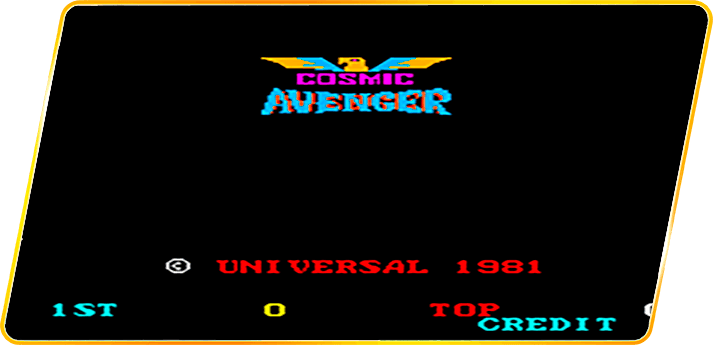 COSMIC
AVENGER
© UNIVERSAL 1981
1ST 0 TOP
CREDIT